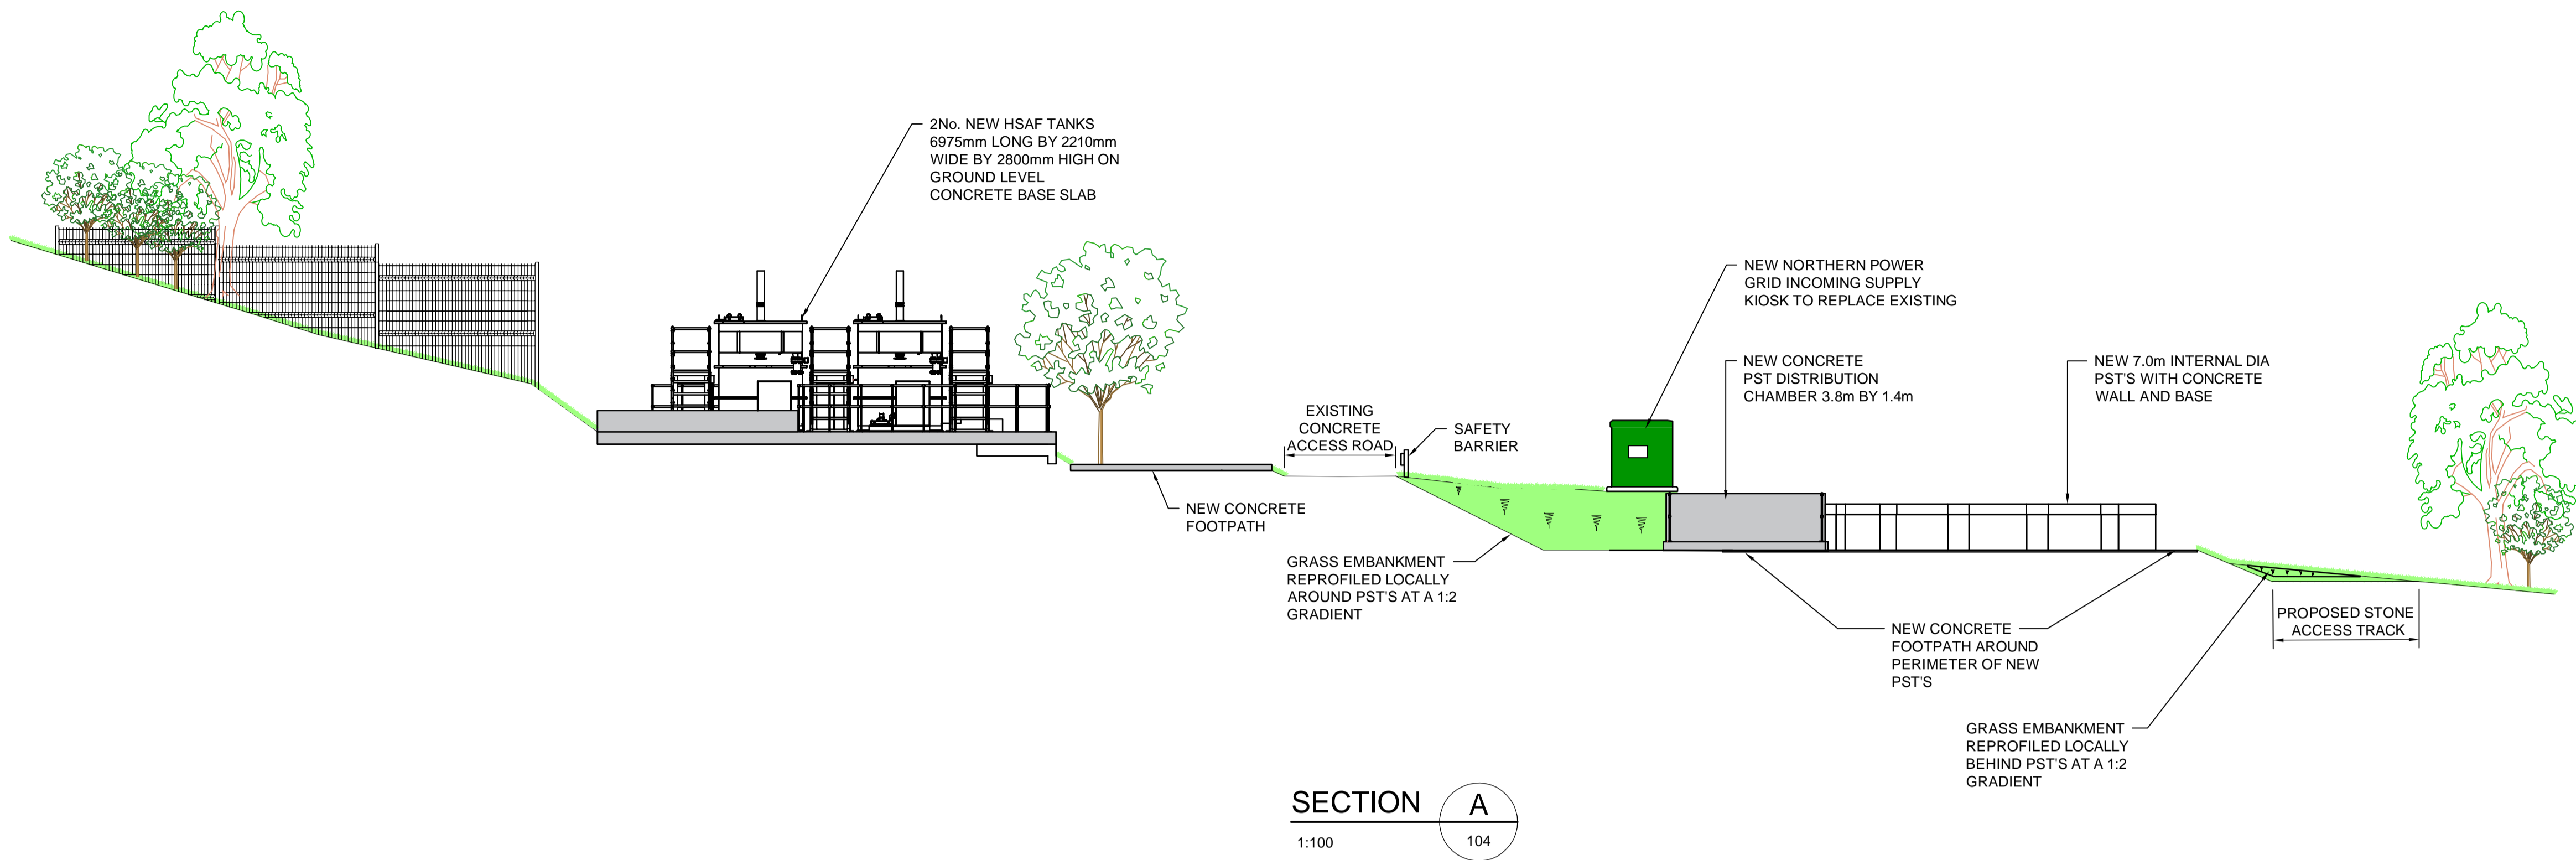 2No. NEW HSAF TANKS
6975mm LONG BY 2210mm
WIDE BY 2800mm HIGH ON
GROUND LEVEL
CONCRETE BASE SLAB
NEW NORTHERN POWER
GRID INCOMING SUPPLY
KIOSK TO REPLACE EXISTING
NEW CONCRETE
PST DISTRIBUTION
CHAMBER 3.8m BY 1.4m
NEW 7.0m INTERNAL DIA
PST'S WITH CONCRETE
WALL AND BASE
EXISTING
CONCRETE
ACCESS ROAD
SAFETY
BARRIER
NEW CONCRETE
FOOTPATH
GRASS EMBANKMENT
REPROFILED LOCALLY
AROUND PST'S AT A 1:2
GRADIENT
NEW CONCRETE
FOOTPATH AROUND
PERIMETER OF NEW
PST'S
PROPOSED STONE
ACCESS TRACK
GRASS EMBANKMENT
REPROFILED LOCALLY
BEHIND PST'S AT A 1:2
GRADIENT
SECTION A
1:100 104